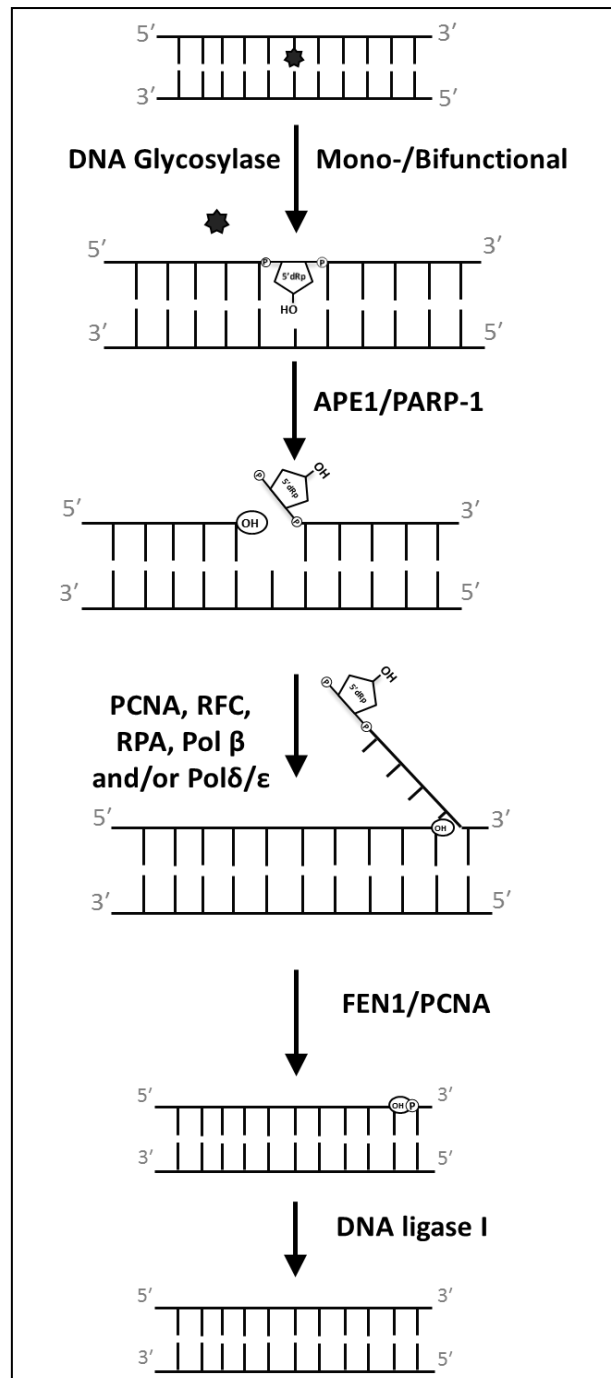 5′ 3′
3′ 5′
DNA Glycosylase Mono-/Bifunctional
5′ 3′
P 5'dRp P
HO
3′ 5′
APE1/PARP-1
P 5'dRp OH
5′ OH P 3′
3′ 5′
P 5'dRp OH
PCNA, RFC,
P
RPA, Pol β
and/or Polδ/ε
5′ OH 3′
3′ 5′
FEN1/PCNA
5′ OH P 3′
3′ 5′
DNA ligase I
5′ 3′
3′ 5′